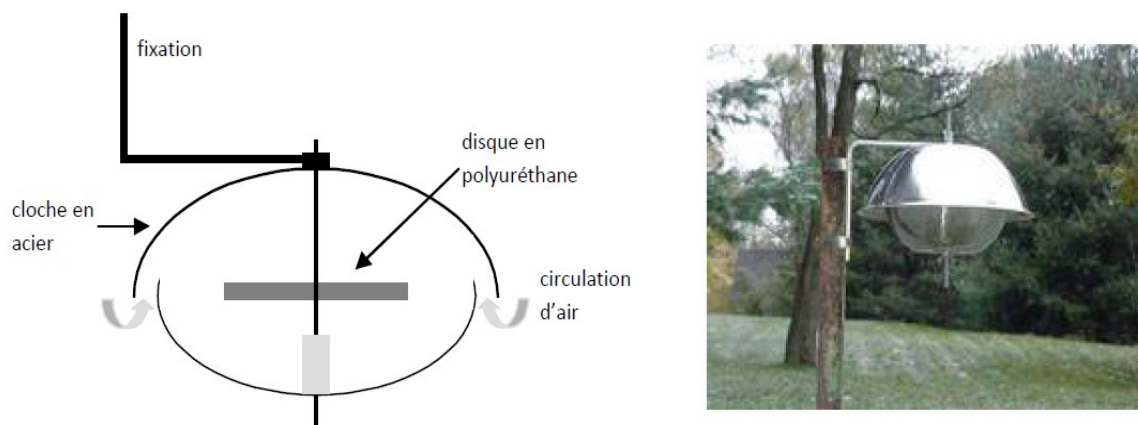 fixation
disque en
polyuréthane
cloche en
acier
circulation
d'air